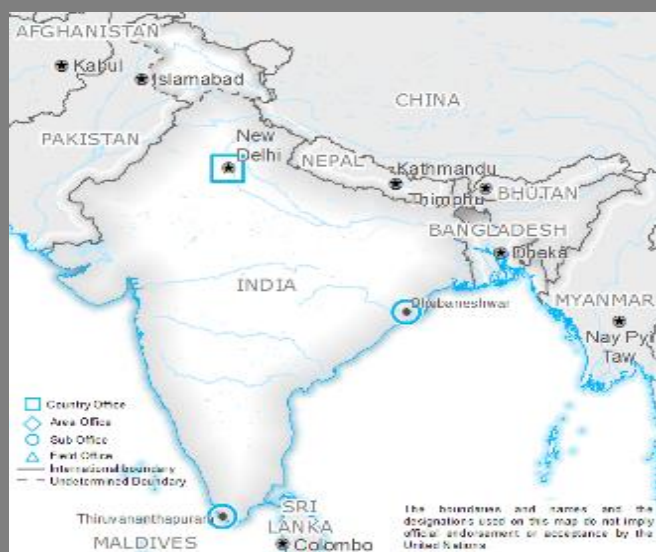 AFGHANISTAN
Kabul
Islamabad
CHINA
PAKISTAN
New
Delhi
NEPAL
Kathmandu
Thimphu
BHUTAN
BANGLADESH
Dhaka
INDIA
Bhubaneshwar
MYANMAR
Nay Pyi
Taw
Country Office
Area Office
Sub Office
Field Office
International boundary
Undetermined Boundary
Thiruvananthapuram
SRI
LANKA
MALDIVES
Colombo
The boundaries and names and the
designations used on this map do not imply
official endorsement or acceptance by the
United Nations